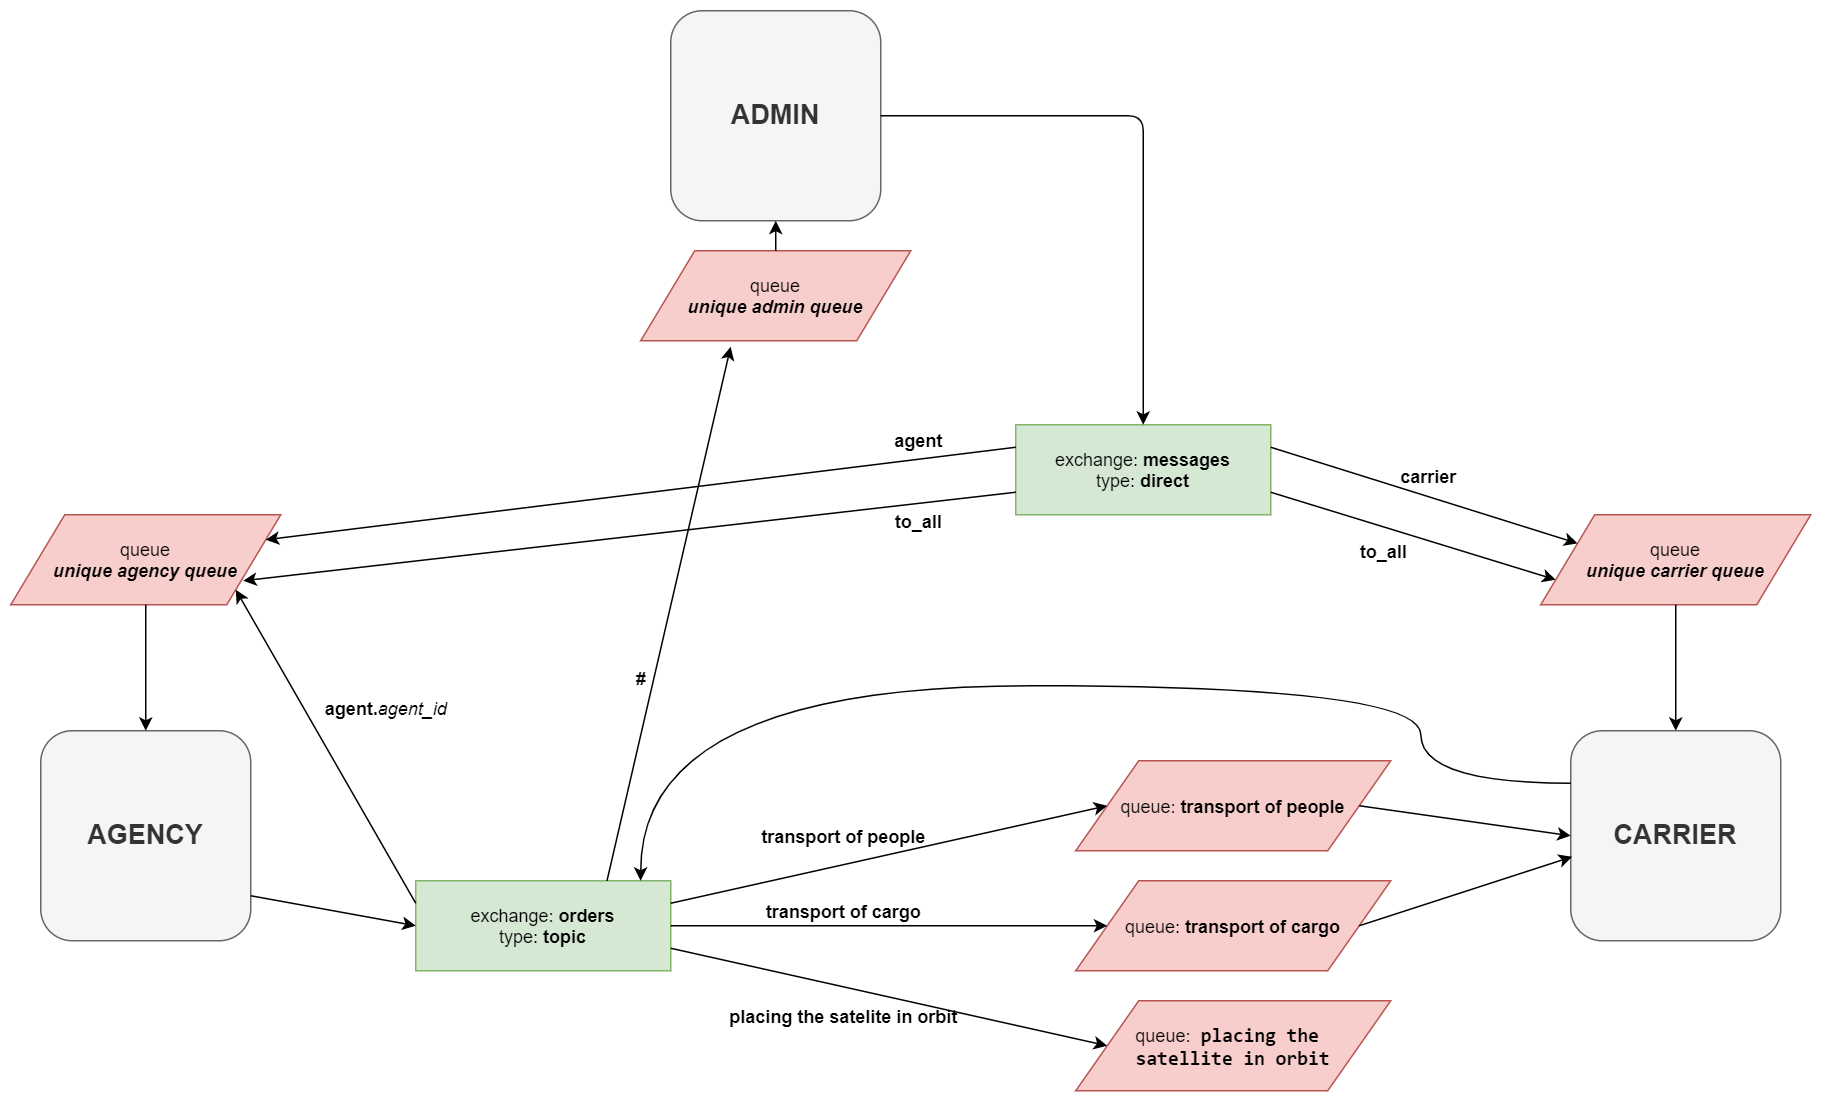 ADMIN
queue
unique admin queue
agent
exchange: messages
type: direct
carrier
to_all
to_all
queue
unique agency queue
queue
unique carrier queue
#
agent.agent_id
AGENCY
transport of people
queue: transport of people
CARRIER
exchange: orders
type: topic
transport of cargo
queue: transport of cargo
placing the satelite in orbit
queue: placing the
satellite in orbit